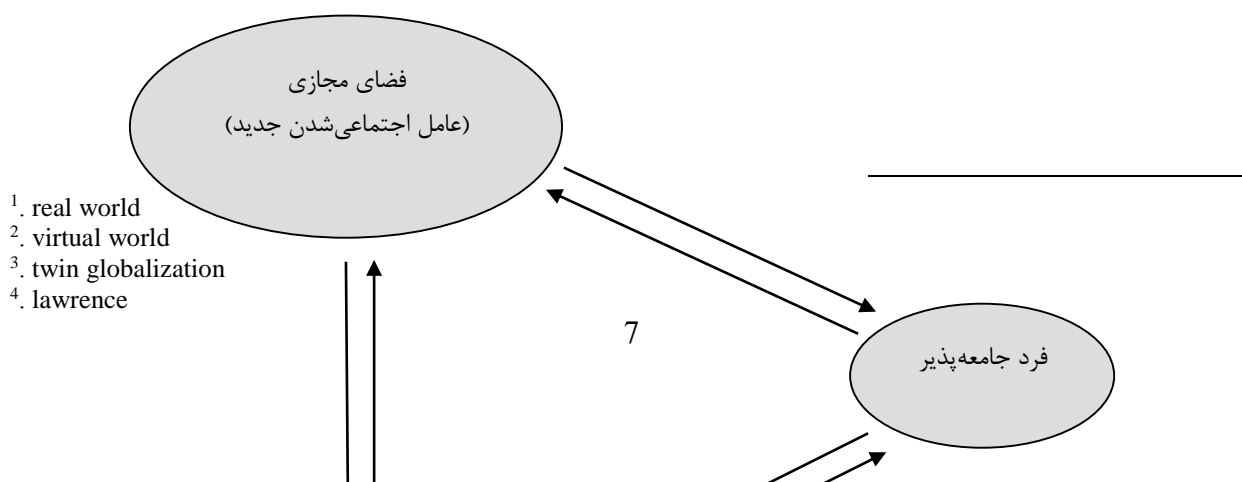 فضای مجازی
(عامل اجتماعی‌شدن جدید)
1. real world
2. virtual world
3. twin globalization
4. lawrence
7
فرد جامعه‌پذیر